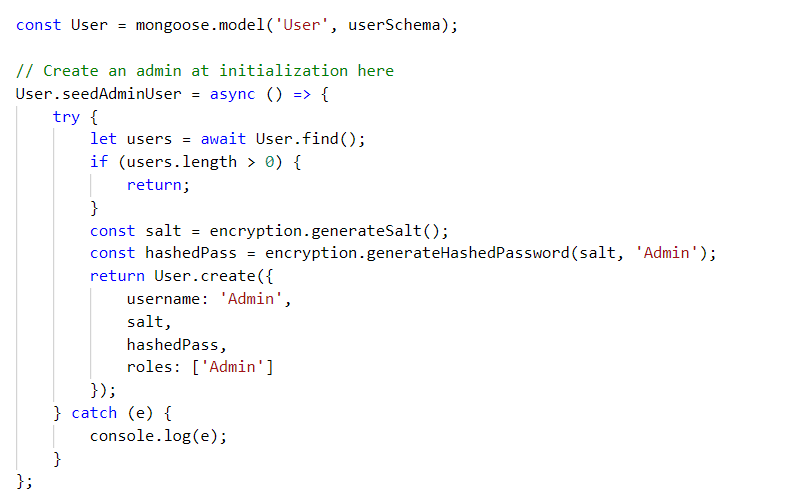 const User = mongoose.model('User', userSchema);
// Create an admin at initialization here
User.seedAdminUser = async () => {
    try {
        let users = await User.find();
        if (users.length > 0) {
            return;
        }
        const salt = encryption.generateSalt();
        const hashedPass = encryption.generateHashedPassword(salt, 'Admin');
        return User.create({
            username: 'Admin',
            salt,
            hashedPass,
            roles: ['Admin']
        });
    } catch (e) {
        console.log(e);
    }
};